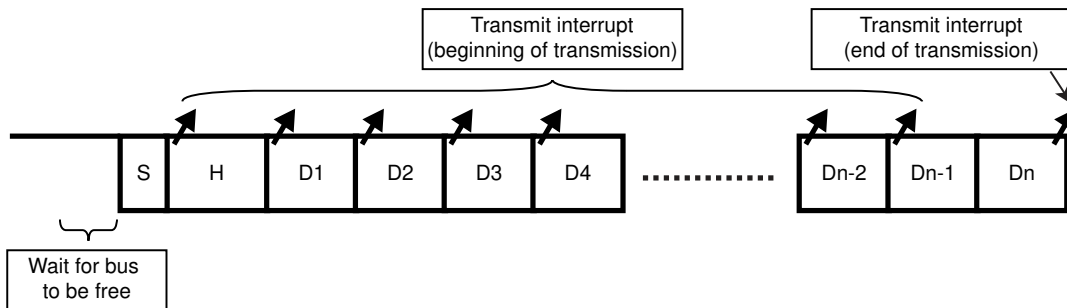 Transmit interrupt
(beginning of transmission)
Transmit interrupt
(end of transmission)
S H D1 D2 D3 D4 Dn-2 Dn-1 Dn
Wait for bus
to be free